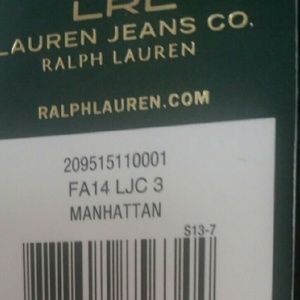 LRL
LAUREN JEANS CO.
RALPH LAUREN
RALPHLAUREN.COM
209515110001
FA14 LJC 3
MANHATTAN
S13-7